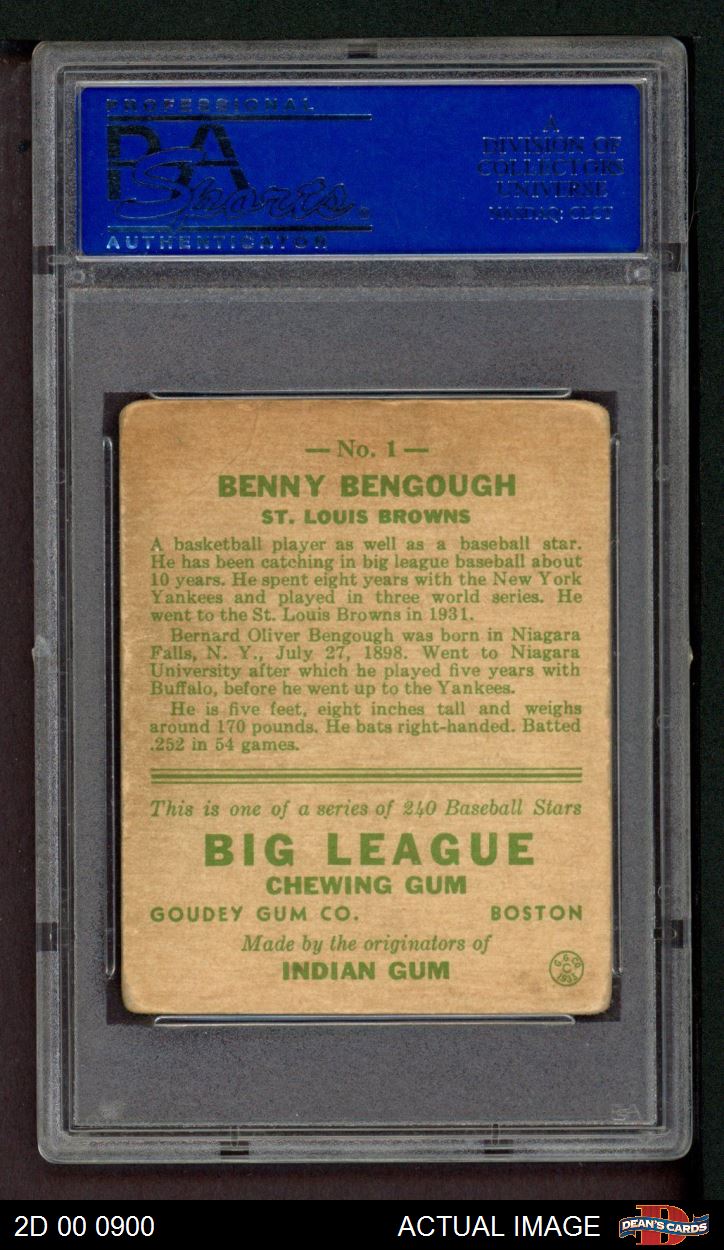 PROFESSIONAL
PSA
Sports
AUTHENTICATOR
A
DIVISION OF
COLLECTORS
UNIVERSE
NASDAQ: CLCT
— No. 1 —
BENNY BENGOUGH
ST. LOUIS BROWNS
A basketball player as well as a baseball star.
He has been catching in big league baseball about
10 years. He spent eight years with the New York
Yankees and played in three world series. He
went to the St. Louis Browns in 1931.
Bernard Oliver Bengough was born in Niagara
Falls, N. Y., July 27, 1898. Went to Niagara
University after which he played five years with
Buffalo, before he went up to the Yankees.
He is five feet, eight inches tall and weighs
around 170 pounds. He bats right-handed. Batted
.252 in 54 games.
This is one of a series of 240 Baseball Stars
BIG LEAGUE
CHEWING GUM
GOUDEY GUM CO. BOSTON
Made by the originators of
INDIAN GUM
G. G. CO.
C
1933
PSA
2D 00 0900 ACTUAL IMAGE
D
DEAN'S CARDS